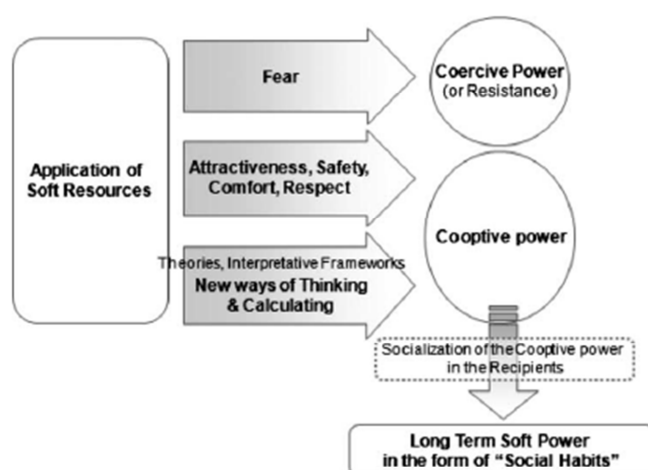 Application of
Soft Resources
Fear
Coercive Power
(or Resistance)
Attractiveness, Safety,
Comfort, Respect
Cooptive power
Theories, Interpretative Frameworks
New ways of Thinking
& Calculating
Socialization of the Cooptive power
in the Recipients
Long Term Soft Power
in the form of “Social Habits”